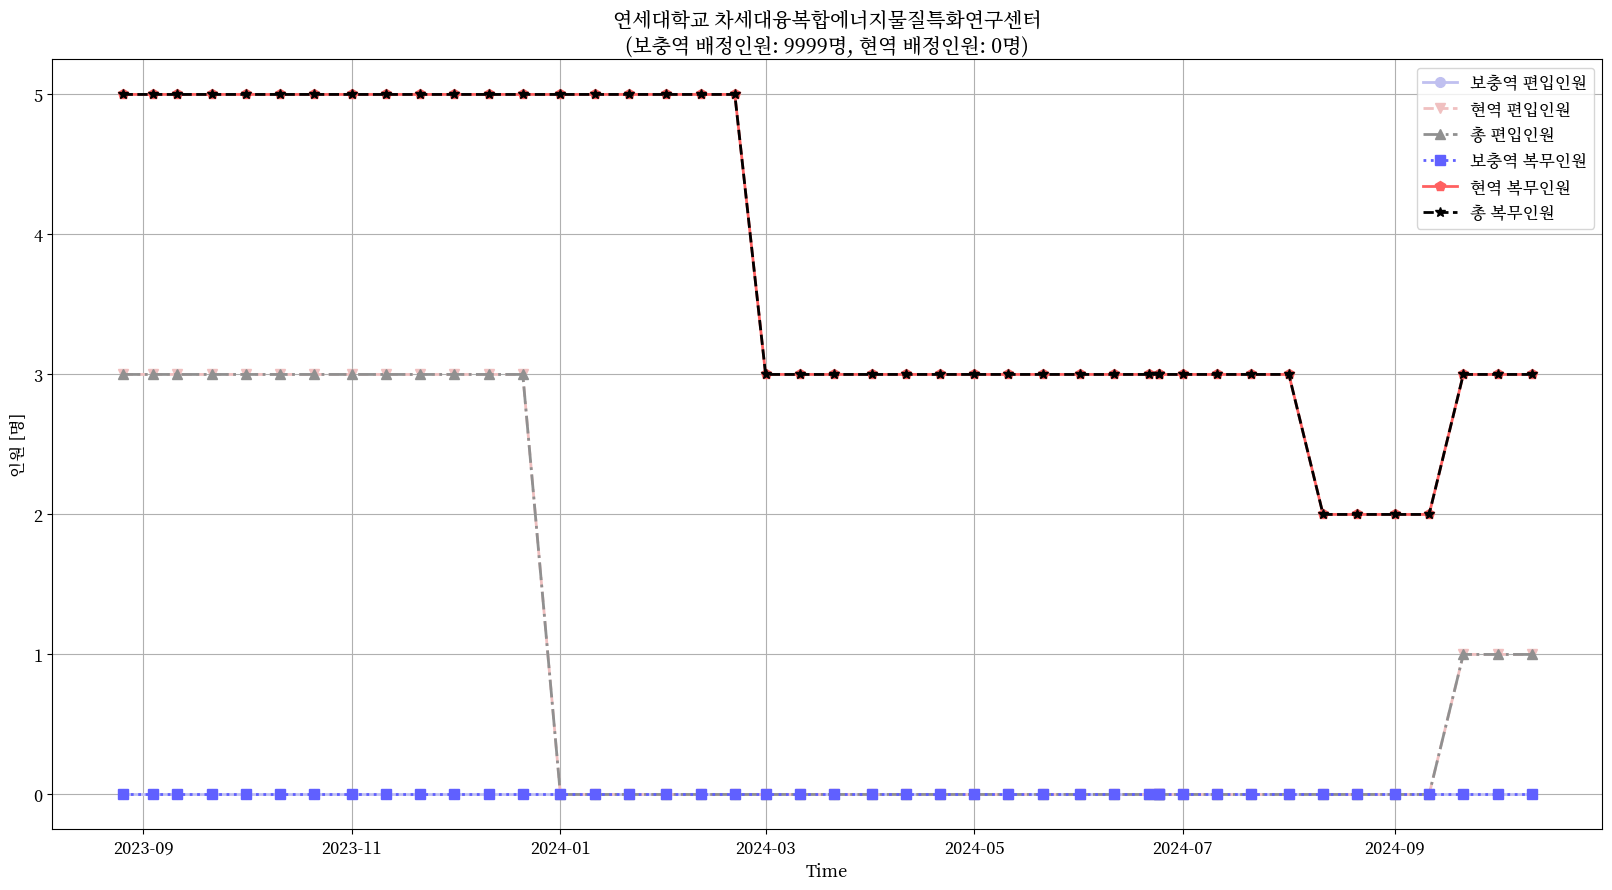 연세대학교 차세대융복합에너지물질특화연구센터
(보충역 배정인원: 9999명, 현역 배정인원: 0명)
보충역 편입인원
현역 편입인원
총 편입인원
보충역 복무인원
현역 복무인원
총 복무인원
인원 [명]
5
4
3
2
1
0
2023-09
2023-11
2024-01
2024-03
2024-05
2024-07
2024-09
Time